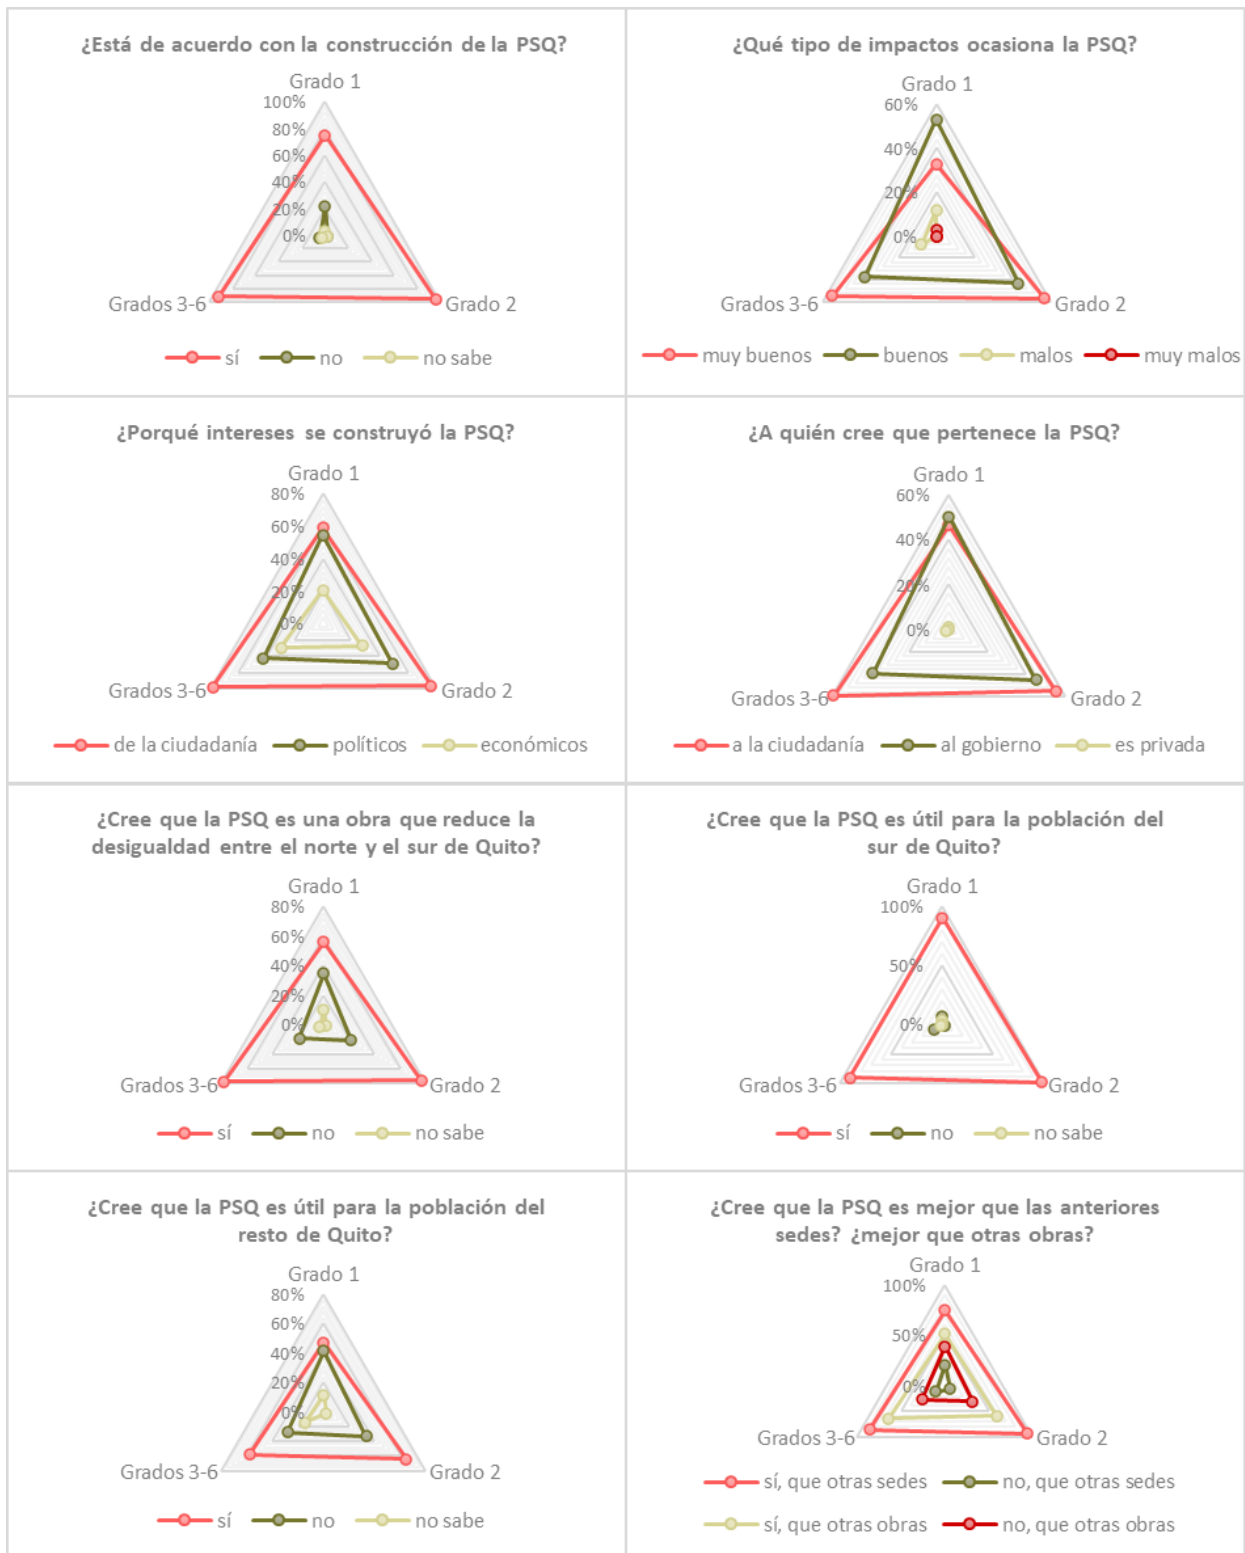 ¿Está de acuerdo con la construcción de la PSQ?
Grado 1
100%
80%
60%
40%
20%
0%
Grados 3-6
Grado 2
sí no no sabe
¿Qué tipo de impactos ocasiona la PSQ?
Grado 1
60%
40%
20%
0%
Grados 3-6
Grado 2
muy buenos buenos malos muy malos
¿Porqué intereses se construyó la PSQ?
Grado 1
80%
60%
40%
20%
0%
Grados 3-6
Grado 2
de la ciudadanía políticos económicos
¿A quién cree que pertenece la PSQ?
Grado 1
60%
40%
20%
0%
Grados 3-6
Grado 2
a la ciudadanía al gobierno es privada
¿Cree que la PSQ es una obra que reduce la
desigualdad entre el norte y el sur de Quito?
Grado 1
80%
60%
40%
20%
0%
Grados 3-6
Grado 2
sí no no sabe
¿Cree que la PSQ es útil para la población del
sur de Quito?
Grado 1
100%
50%
0%
Grados 3-6
Grado 2
sí no no sabe
¿Cree que la PSQ es útil para la población del
resto de Quito?
Grado 1
80%
60%
40%
20%
0%
Grados 3-6
Grado 2
sí no no sabe
¿Cree que la PSQ es mejor que las anteriores
sedes? ¿mejor que otras obras?
Grado 1
100%
50%
0%
Grados 3-6
Grado 2
sí, que otras sedes no, que otras sedes
sí, que otras obras no, que otras obras